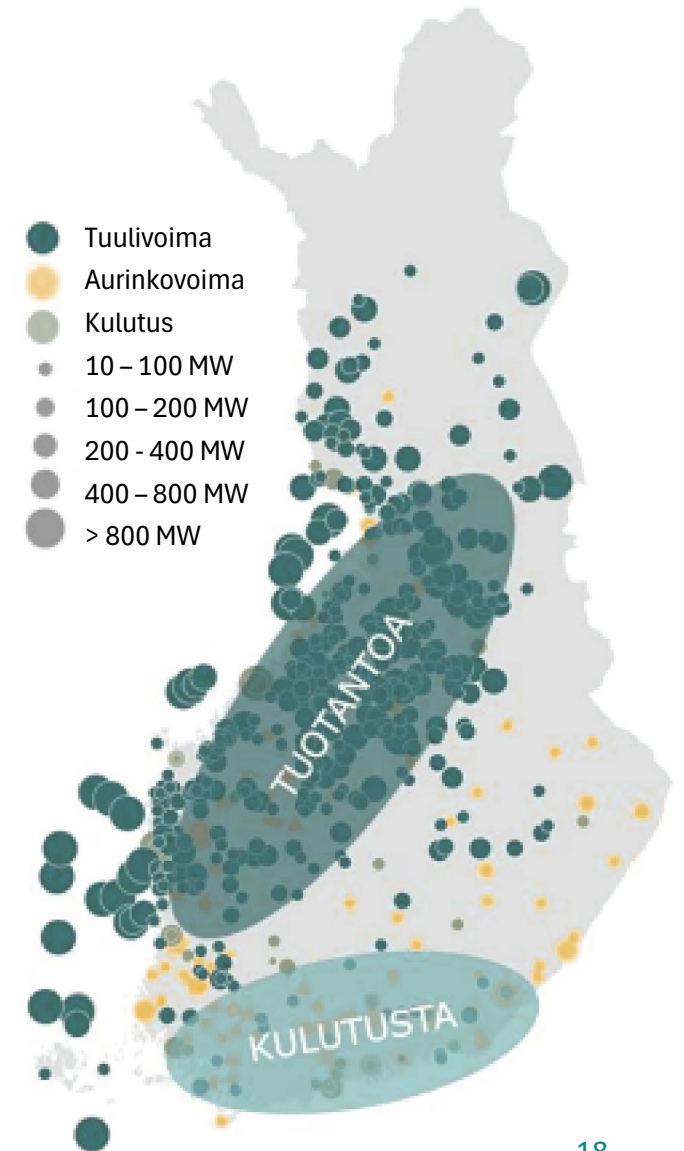 Tuulivoima
Aurinkovoima
Kulutus
10 – 100 MW
100 – 200 MW
200 - 400 MW
400 – 800 MW
> 800 MW
TUOTANTOA
KULUTUSTA
18